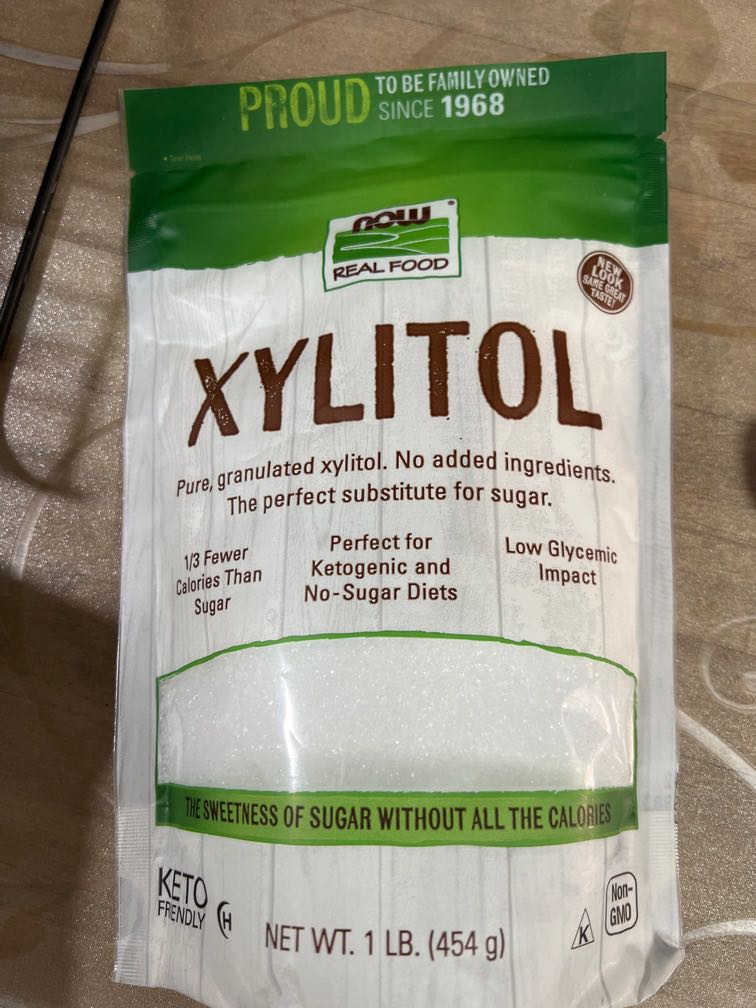 PROUD TO BE FAMILY OWNED
SINCE 1968
Tear here
NOW
REAL FOOD
NEW
LOOK
SAME GREAT
TASTE!
XYLITOL
Pure, granulated xylitol. No added ingredients.
The perfect substitute for sugar.
1/3 Fewer
Calories Than
Sugar
Perfect for
Ketogenic and
No-Sugar Diets
Low Glycemic
Impact
THE SWEETNESS OF SUGAR WITHOUT ALL THE CALORIES
KETO
FRIENDLY
H
NET WT. 1 LB. (454 g)
K
Non-
GMO